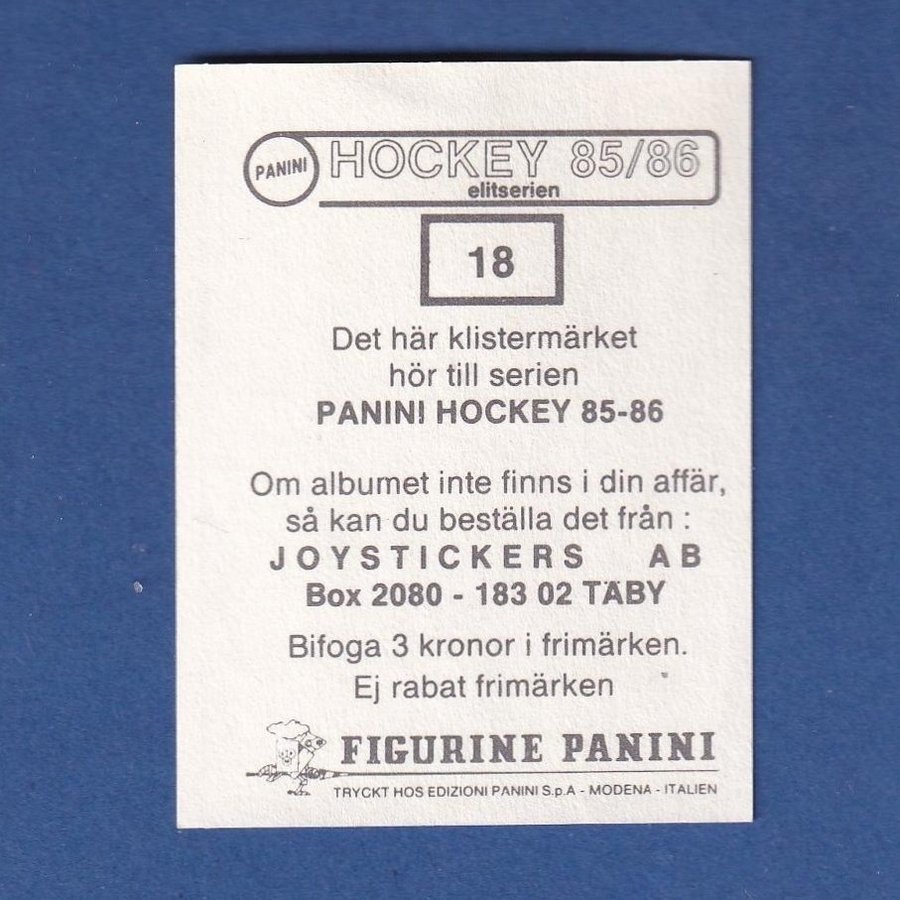 PANINI HOCKEY 85/86
elitserien
18
Det här klistermärket
hör till serien
PANINI HOCKEY 85-86
Om albumet inte finns i din affär,
så kan du beställa det från :
JOYSTICKERS AB
Box 2080 - 183 02 TÄBY
Bifoga 3 kronor i frimärken.
Ej rabat frimärken
FIGURINE PANINI
TRYCKT HOS EDIZIONI PANINI S.p.A - MODENA - ITALIEN